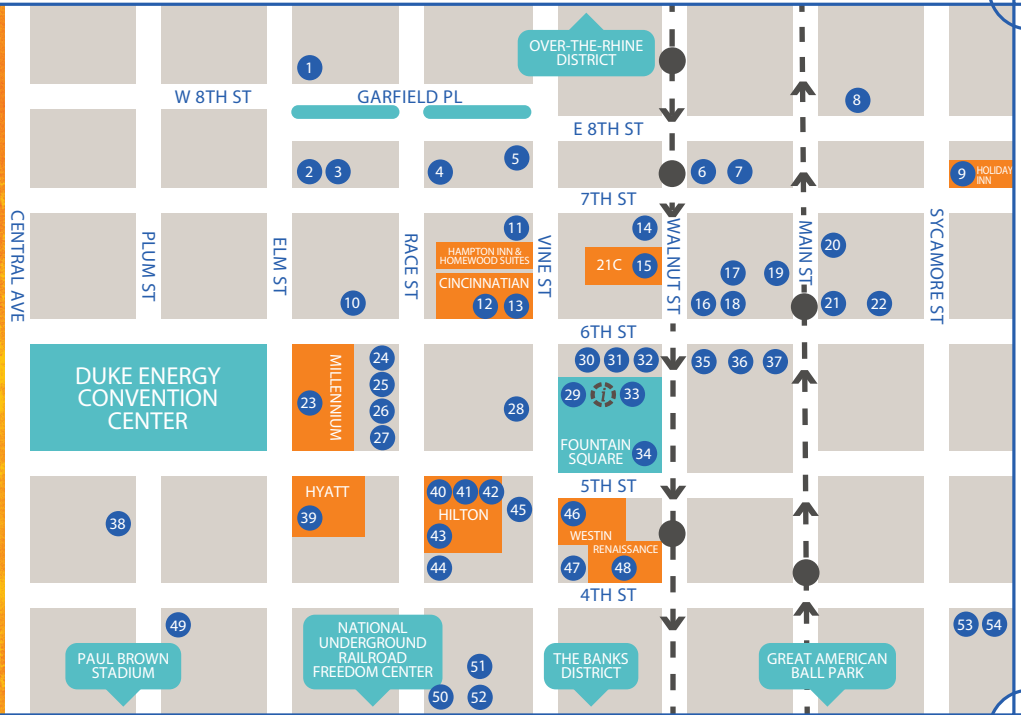 OVER-THE-RHINE
DISTRICT
1
W 8TH ST
GARFIELD PL
8
E 8TH ST
2
3
4
5
6
7
9
HOLIDAY
INN
7TH ST
CENTRAL AVE
PLUM ST
ELM ST
RACE ST
VINE ST
WALNUT ST
MAIN ST
SYCAMORE ST
11
14
20
HAMPTON INN &
HOMEWOOD SUITES
21C
15
17
19
CINCINNATIAN
10
12
13
16
18
21
22
6TH ST
DUKE ENERGY
CONVENTION
CENTER
MILLENNIUM
23
24
25
26
27
28
30
31
32
29
i
33
FOUNTAIN
SQUARE
34
35
36
37
5TH ST
38
HYATT
39
40
41
42
HILTON
43
44
45
46
WESTIN
RENAISSANCE
47
48
4TH ST
49
PAUL BROWN
STADIUM
NATIONAL
UNDERGROUND
RAILROAD
FREEDOM CENTER
50
51
52
THE BANKS
DISTRICT
GREAT AMERICAN
BALL PARK
53
54